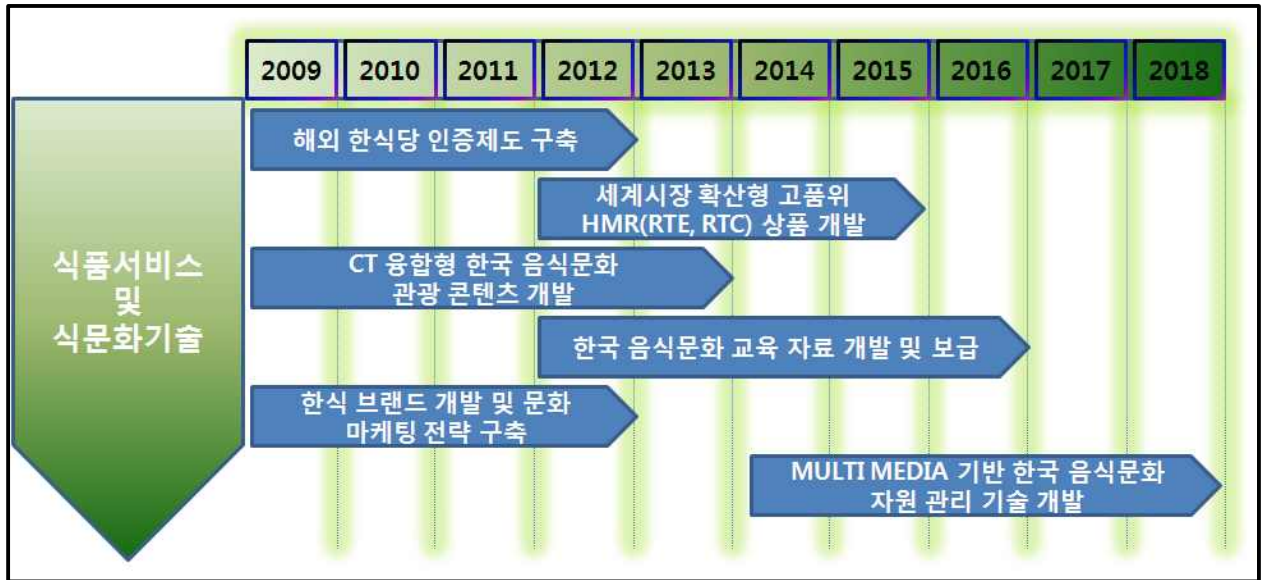 2009 2010 2011 2012 2013 2014 2015 2016 2017 2018
식품서비스
및
식문화기술
해외 한식당 인증제도 구축
세계시장 확산형 고품위
HMR(RTE, RTC) 상품 개발
CT 융합형 한국 음식문화
관광 콘텐츠 개발
한국 음식문화 교육 자료 개발 및 보급
한식 브랜드 개발 및 문화
마케팅 전략 구축
MULTI MEDIA 기반 한국 음식문화
자원 관리 기술 개발